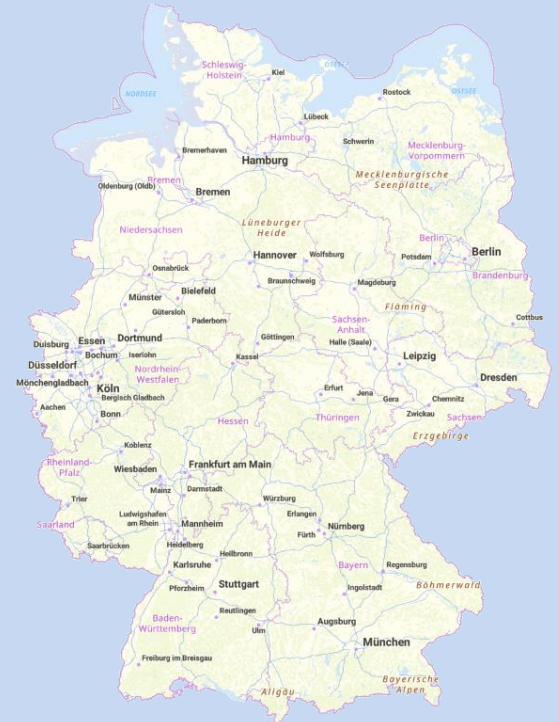 Schleswig-
Holstein
Kiel
OSTSEE
NORDSEE
Rostock
OSTSEE
Lübeck
Hamburg
Schwerin
Mecklenburg-
Vorpommern
Bremerhaven
Hamburg
Mecklenburgische
Seenplatte
Bremen
Oldenburg (Oldb)
Bremen
Lüneburger
Heide
Niedersachsen
Berlin
Hannover
Wolfsburg
Potsdam
Berlin
Osnabrück
Brandenburg
Braunschweig
Magdeburg
Münster
Bielefeld
Fläming
Gütersloh
Paderborn
Sachsen-
Anhalt
Cottbus
Duisburg
Essen
Dortmund
Göttingen
Halle (Saale)
Bochum
Iserlohn
Kassel
Leipzig
Düsseldorf
Nordrhein-
Westfalen
Mönchengladbach
Köln
Dresden
Bergisch Gladbach
Erfurt
Jena
Gera
Chemnitz
Aachen
Bonn
Zwickau
Hessen
Thüringen
Sachsen
Erzgebirge
Koblenz
Rheinland-
Pfalz
Wiesbaden
Frankfurt am Main
Mainz
Darmstadt
Trier
Würzburg
Ludwigshafen
am Rhein
Erlangen
Saarland
Mannheim
Nürnberg
Fürth
Saarbrücken
Heidelberg
Heilbronn
Karlsruhe
Bayern
Regensburg
Pforzheim
Stuttgart
Ingolstadt
Böhmerwald
Reutlingen
Baden-
Württemberg
Ulm
Augsburg
München
Freiburg im Breisgau
Bayerische
Alpen
Allgäu